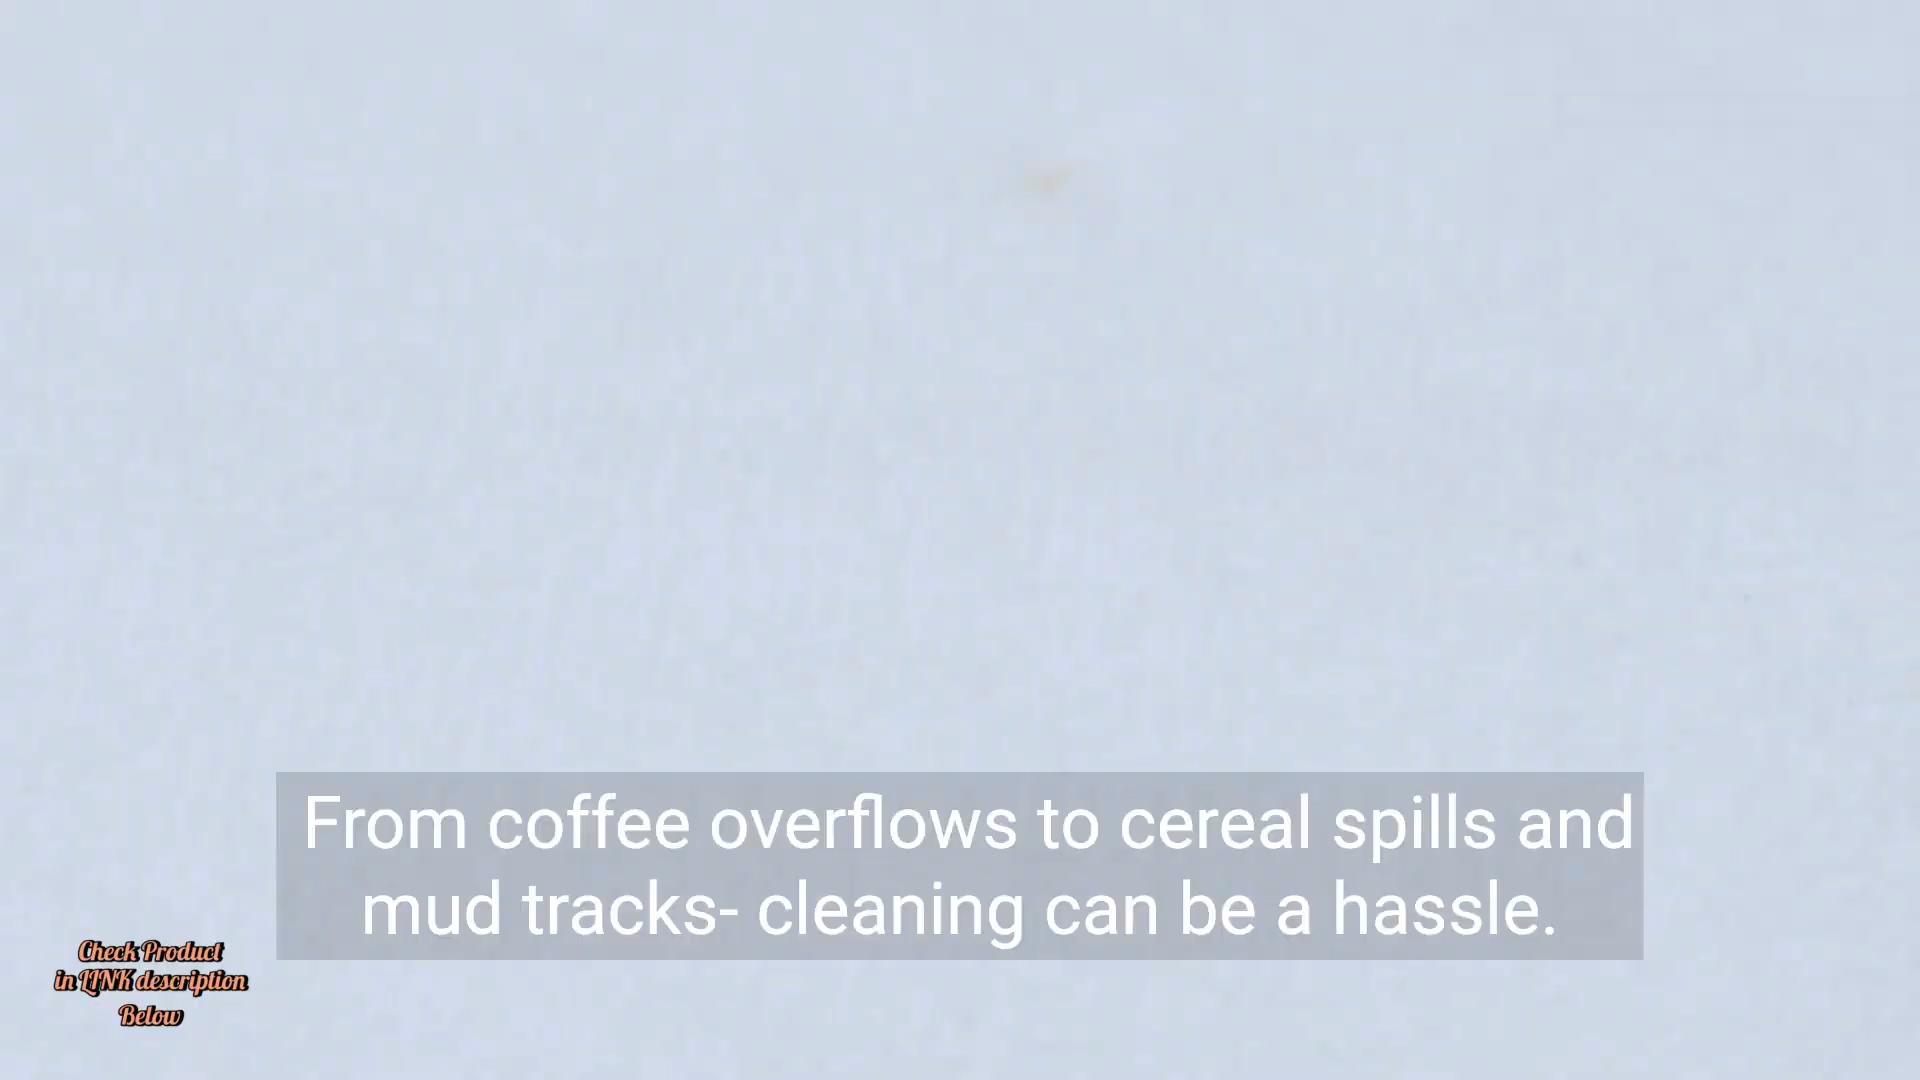 From coffee overflows to cereal spills and
mud tracks- cleaning can be a hassle.
Check Product
in LINK description
Below